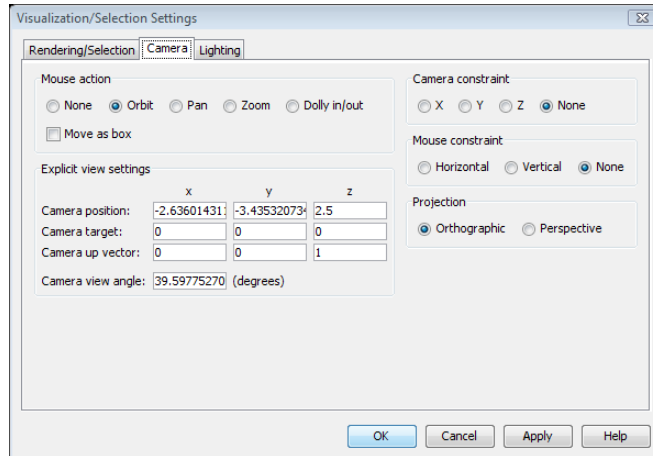 Visualization/Selection Settings
Rendering/Selection Camera Lighting
Mouse action
None Orbit Pan Zoom Dolly in/out
Move as box
Explicit view settings
x y z
Camera position: -2.63601431 -3.43532073 2.5
Camera target: 0 0 0
Camera up vector: 0 0 1
Camera view angle: 39.59775270 (degrees)
Camera constraint
X Y Z None
Mouse constraint
Horizontal Vertical None
Projection
Orthographic Perspective
OK Cancel Apply Help